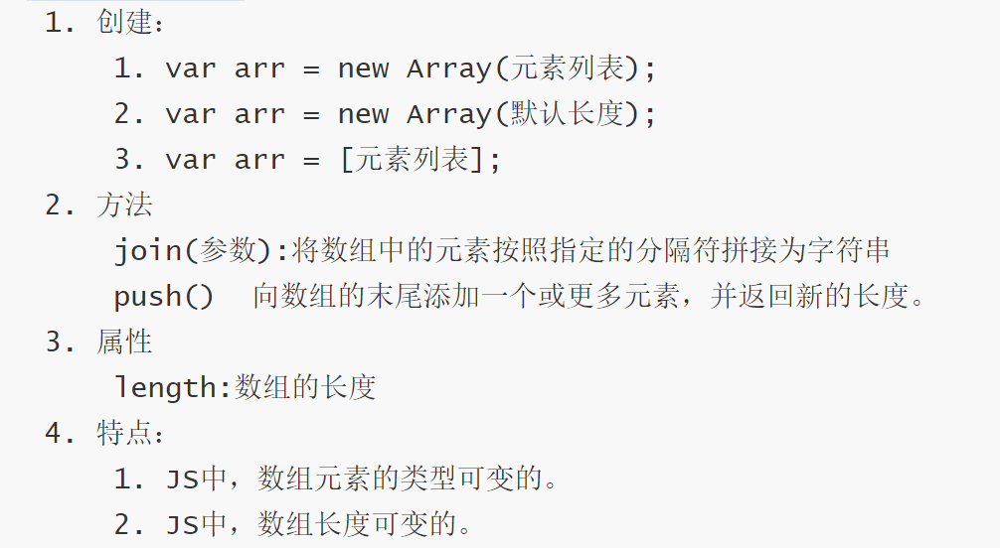 1. 创建：
1. var arr = new Array(元素列表);
2. var arr = new Array(默认长度);
3. var arr = [元素列表];
2. 方法
join(参数):将数组中的元素按照指定的分隔符拼接为字符串
push() 向数组的末尾添加一个或更多元素，并返回新的长度。
3. 属性
length:数组的长度
4. 特点：
1. JS中，数组元素的类型可变的。
2. JS中，数组长度可变的。